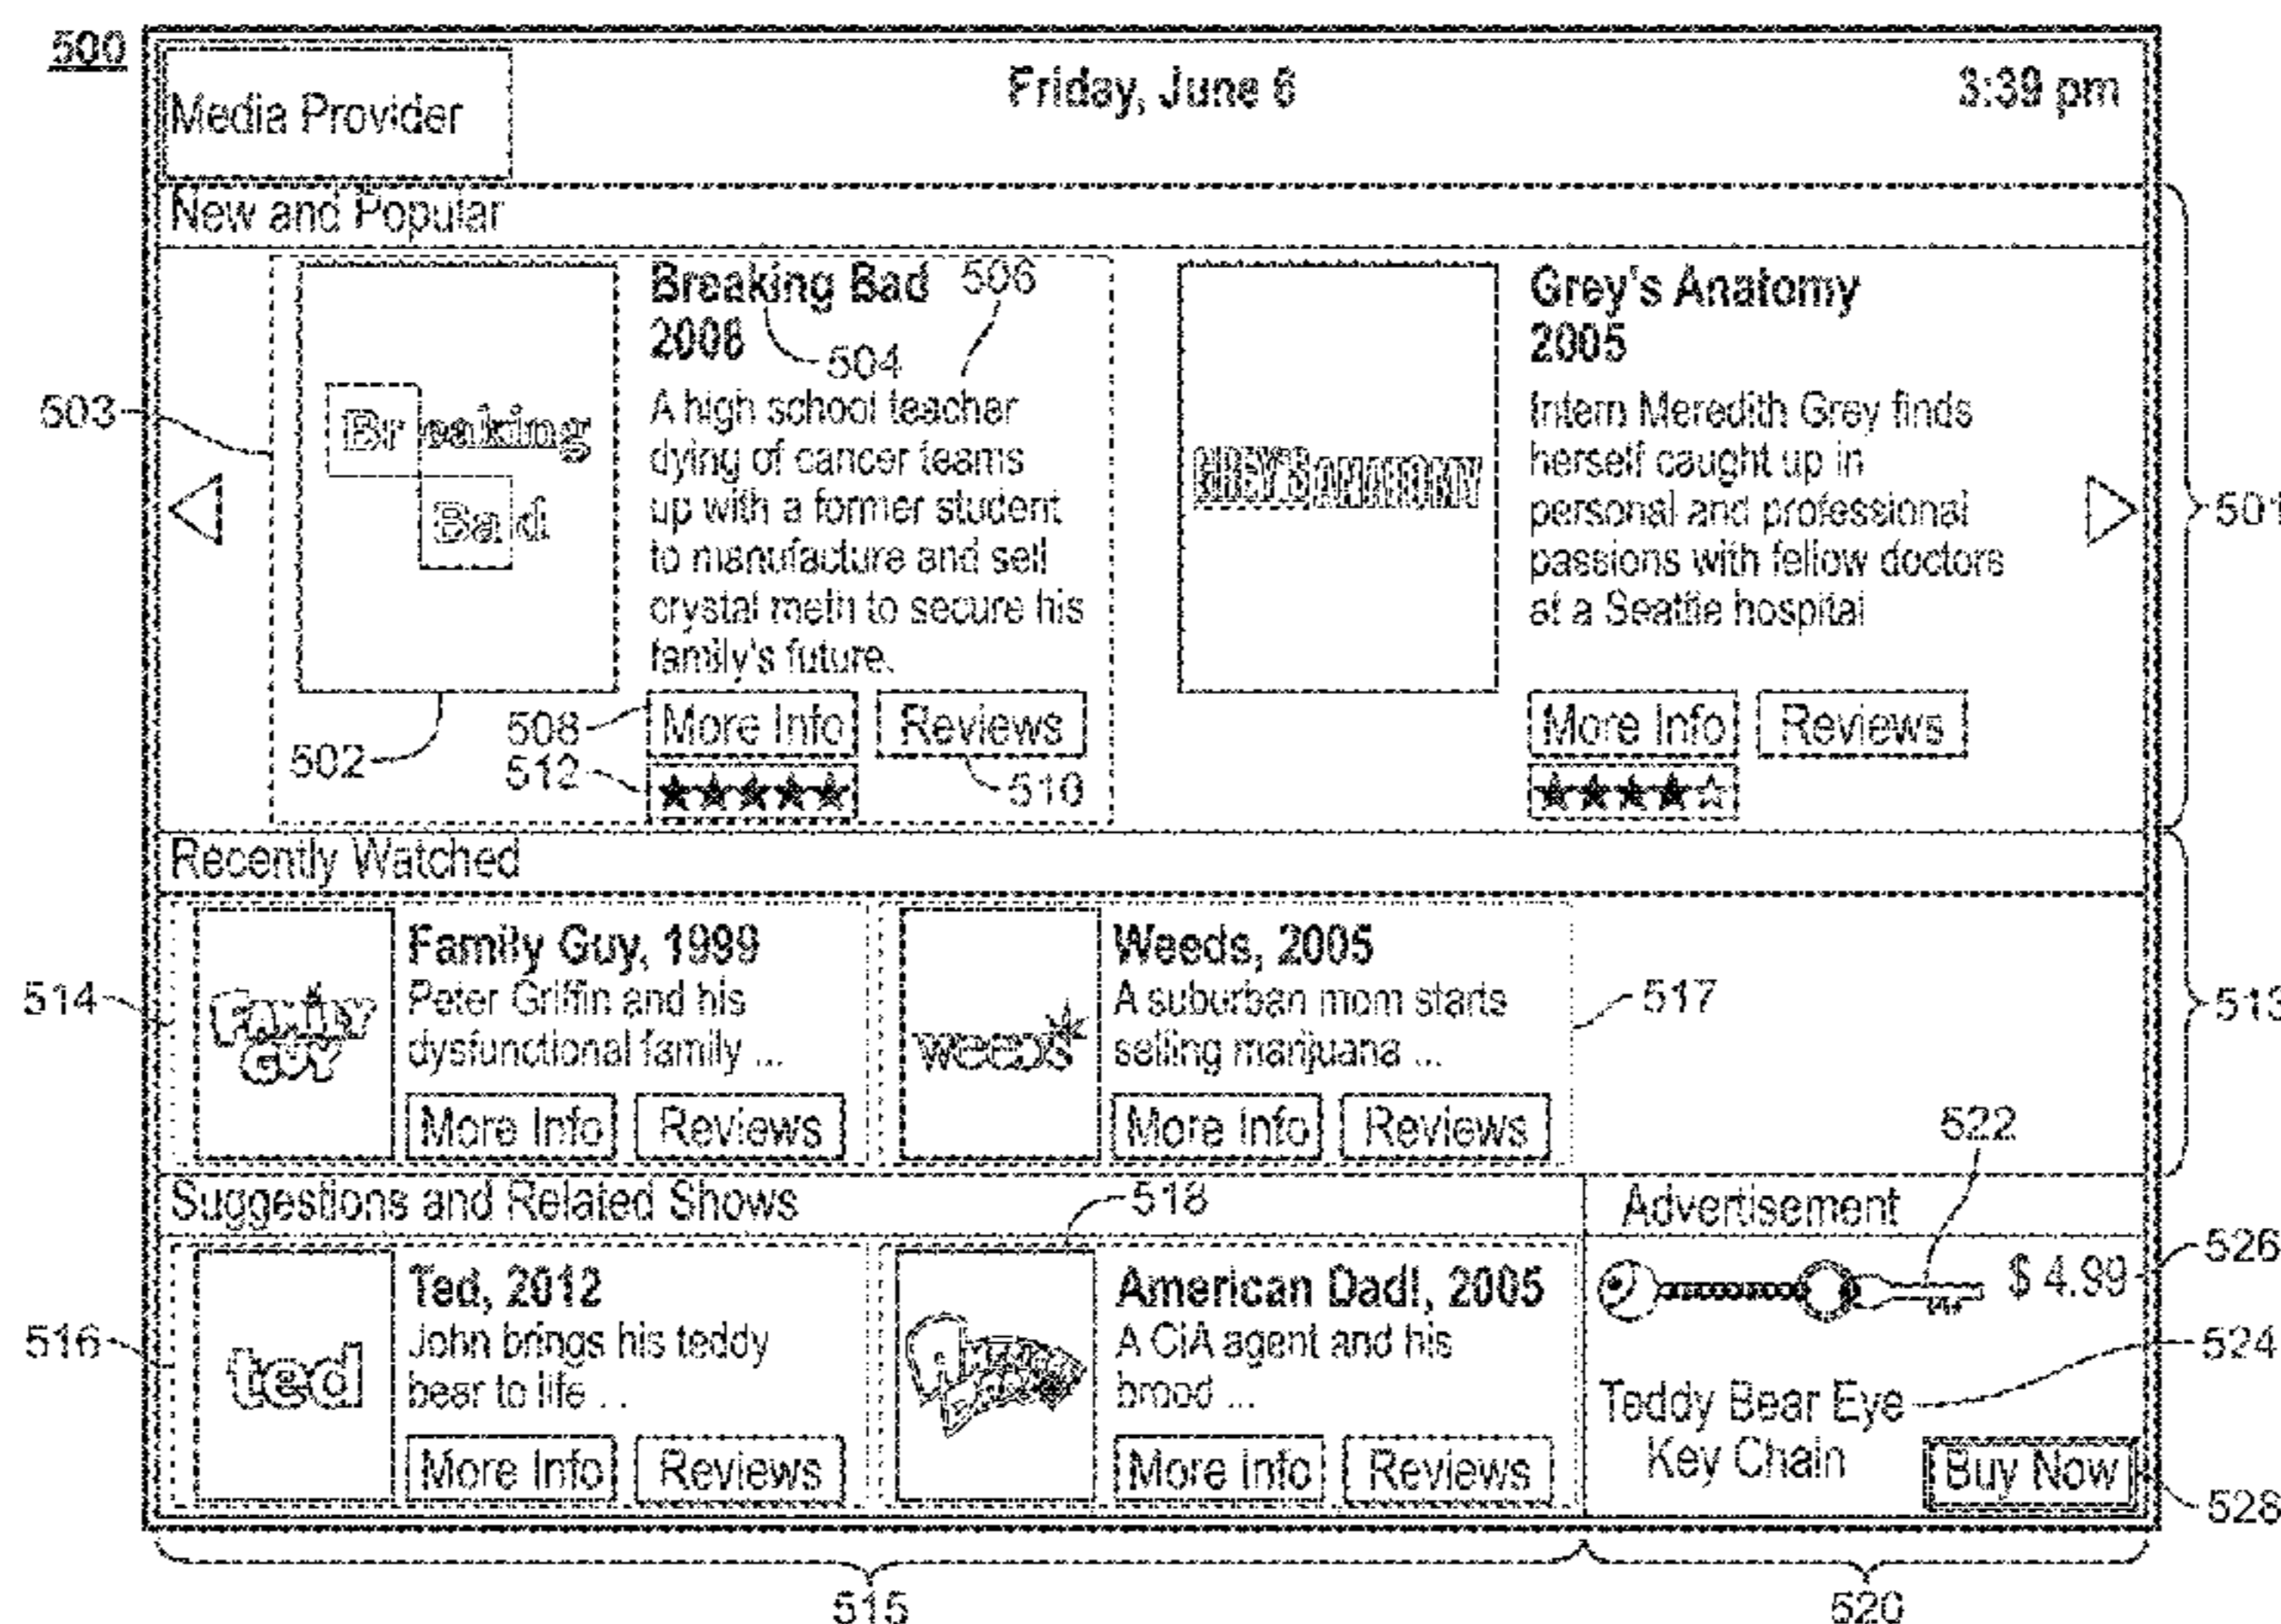 500
Media Provider
Friday, June 6
3:39 pm
New and Popular
Breaking Bad
2008
504
506
A high school teacher
dying of cancer teams
up with a former student
to manufacture and sell
crystal meth to secure his
family's future.
Breaking
Bad
503
502
508
More Info
Reviews
512
510
GREY'S ANATOMY
Grey's Anatomy
2005
Intern Meredith Grey finds
herself caught up in
personal and professional
passions with fellow doctors
at a Seattle hospital
More Info
Reviews
501
Recently Watched
514
FAMILY
GUY
Family Guy, 1999
Peter Griffin and his
dysfunctional family ...
More Info
Reviews
weeds
Weeds, 2005
A suburban mom starts
selling marijuana ...
More Info
Reviews
517
513
Suggestions and Related Shows
518
516
ted
Ted, 2012
John brings his teddy
bear to life ..
More Info
Reviews
American Dad!, 2005
A CIA agent and his
brood ...
More Info
Reviews
Advertisement
522
$ 4.99
526
524
Teddy Bear Eye
Key Chain
Buy Now
528
515
520